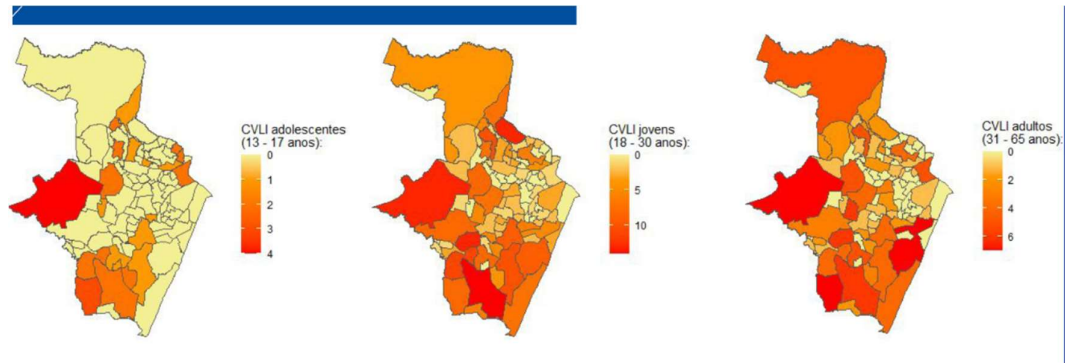 CVLI adolescentes
(13 - 17 anos):
0
1
2
3
4
CVLI jovens
(18 - 30 anos):
0
5
10
CVLI adultos
(31 - 65 anos):
0
2
4
6